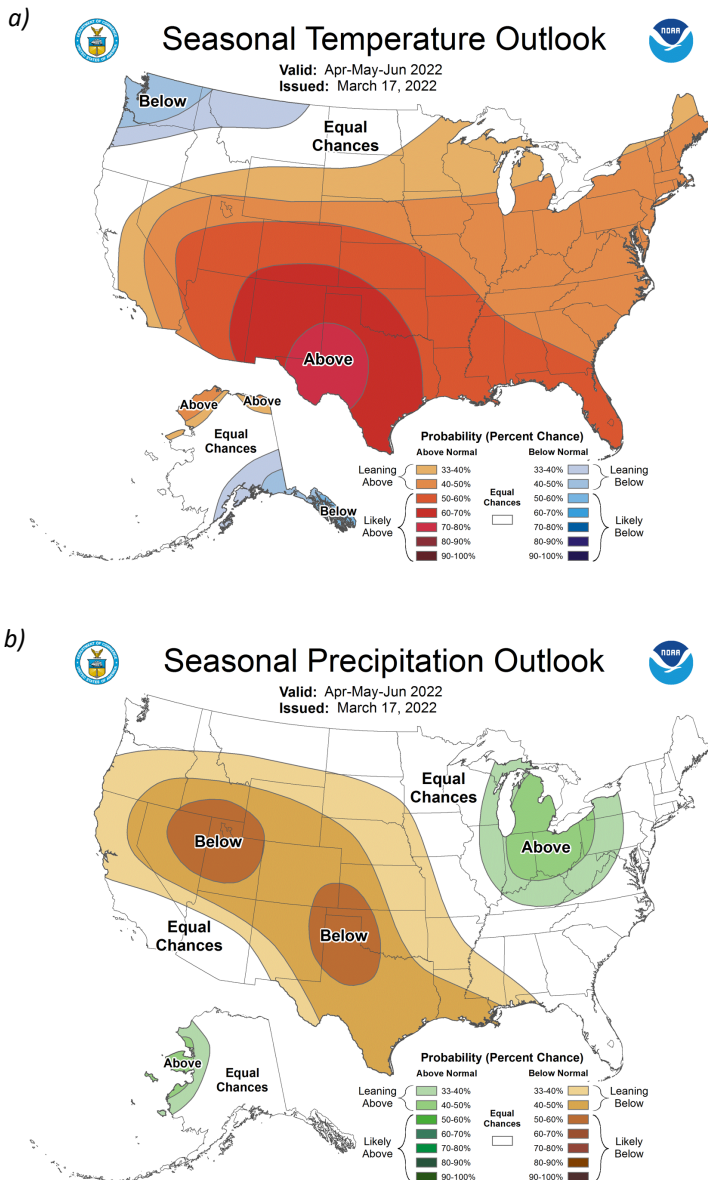 a)
Seasonal Temperature Outlook
NOAA
Valid: Apr-May-Jun 2022
Issued: March 17, 2022
Below
Equal
Chances
Above
Above
Above
Equal
Chances
Below
Probability (Percent Chance)
Above Normal
Below Normal
Leaning
Above
33-40%
40-50%
Likely
Above
50-60%
60-70%
70-80%
80-90%
90-100%
Equal
Chances
33-40%
40-50%
Leaning
Below
50-60%
60-70%
70-80%
80-90%
90-100%
Likely
Below
b)
Seasonal Precipitation Outlook
NOAA
Valid: Apr-May-Jun 2022
Issued: March 17, 2022
Equal
Chances
Below
Above
Below
Equal
Chances
Above
Equal
Chances
Probability (Percent Chance)
Above Normal
Below Normal
Leaning
Above
33-40%
40-50%
Likely
Above
50-60%
60-70%
70-80%
80-90%
90-100%
Equal
Chances
33-40%
40-50%
Leaning
Below
50-60%
60-70%
70-80%
80-90%
90-100%
Likely
Below